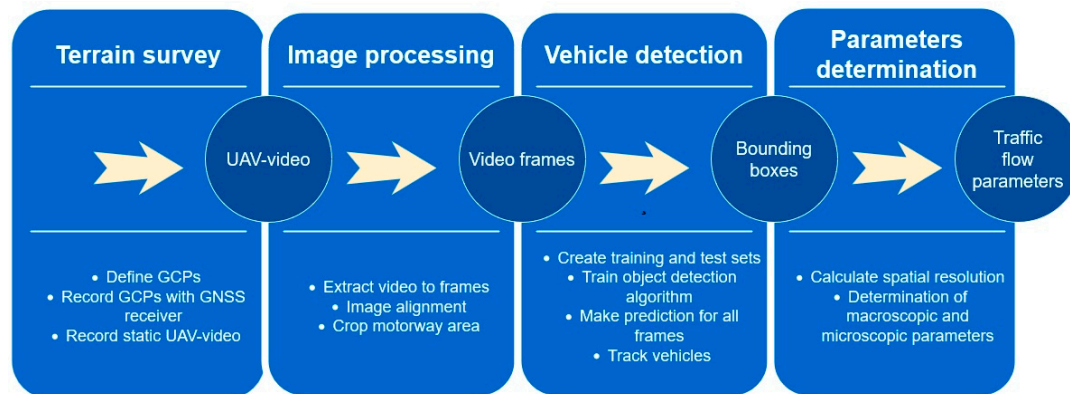 Terrain survey
UAV-video
• Define GCPs
• Record GCPs with GNSS
receiver
• Record static UAV-video
Image processing
Video frames
• Extract video to frames
• Image alignment
• Crop motorway area
Vehicle detection
Bounding
boxes
• Create training and test sets
• Train object detection
algorithm
• Make prediction for all
frames
• Track vehicles
Parameters
determination
Traffic
flow
parameters
• Calculate spatial resolution
• Determination of
macroscopic and
microscopic parameters